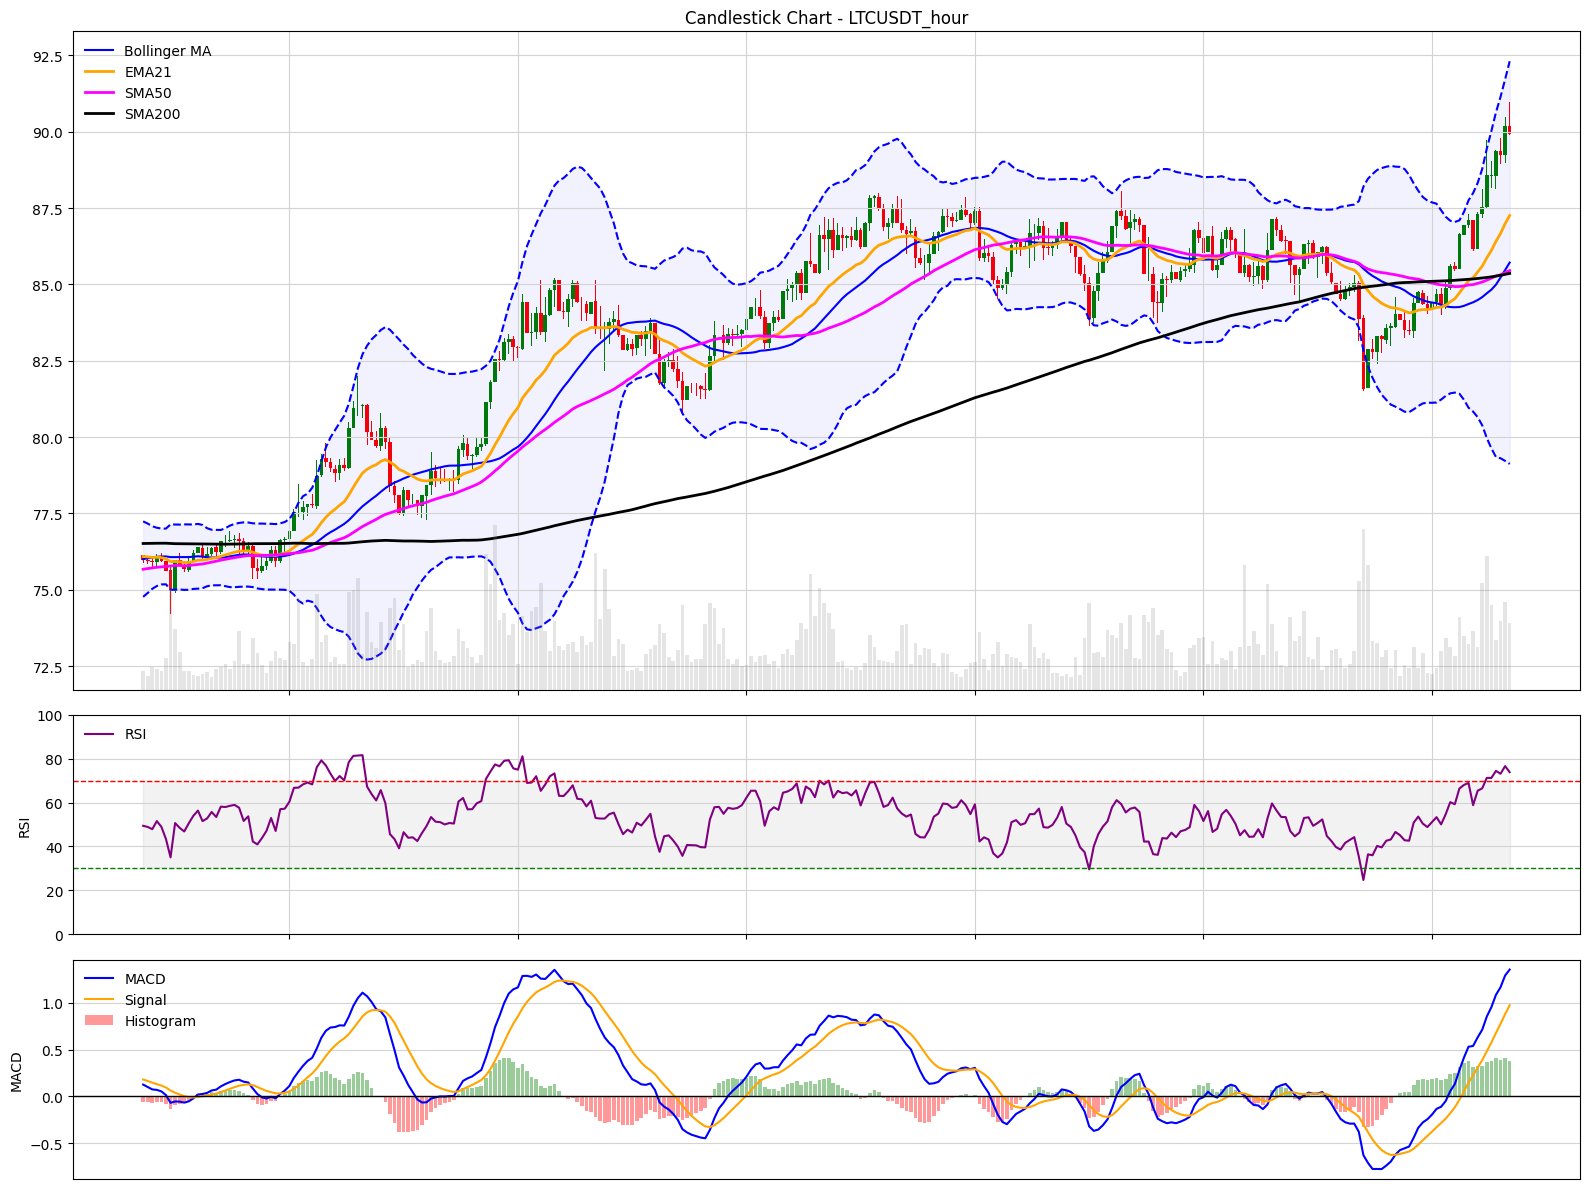 Candlestick Chart - LTCUSDT_hour
Bollinger MA
EMA21
SMA50
SMA200
92.5
90.0
87.5
85.0
82.5
80.0
77.5
75.0
72.5
RSI
100
80
60
40
20
0
RSI
MACD
Signal
Histogram
1.0
0.5
0.0
−0.5
MACD